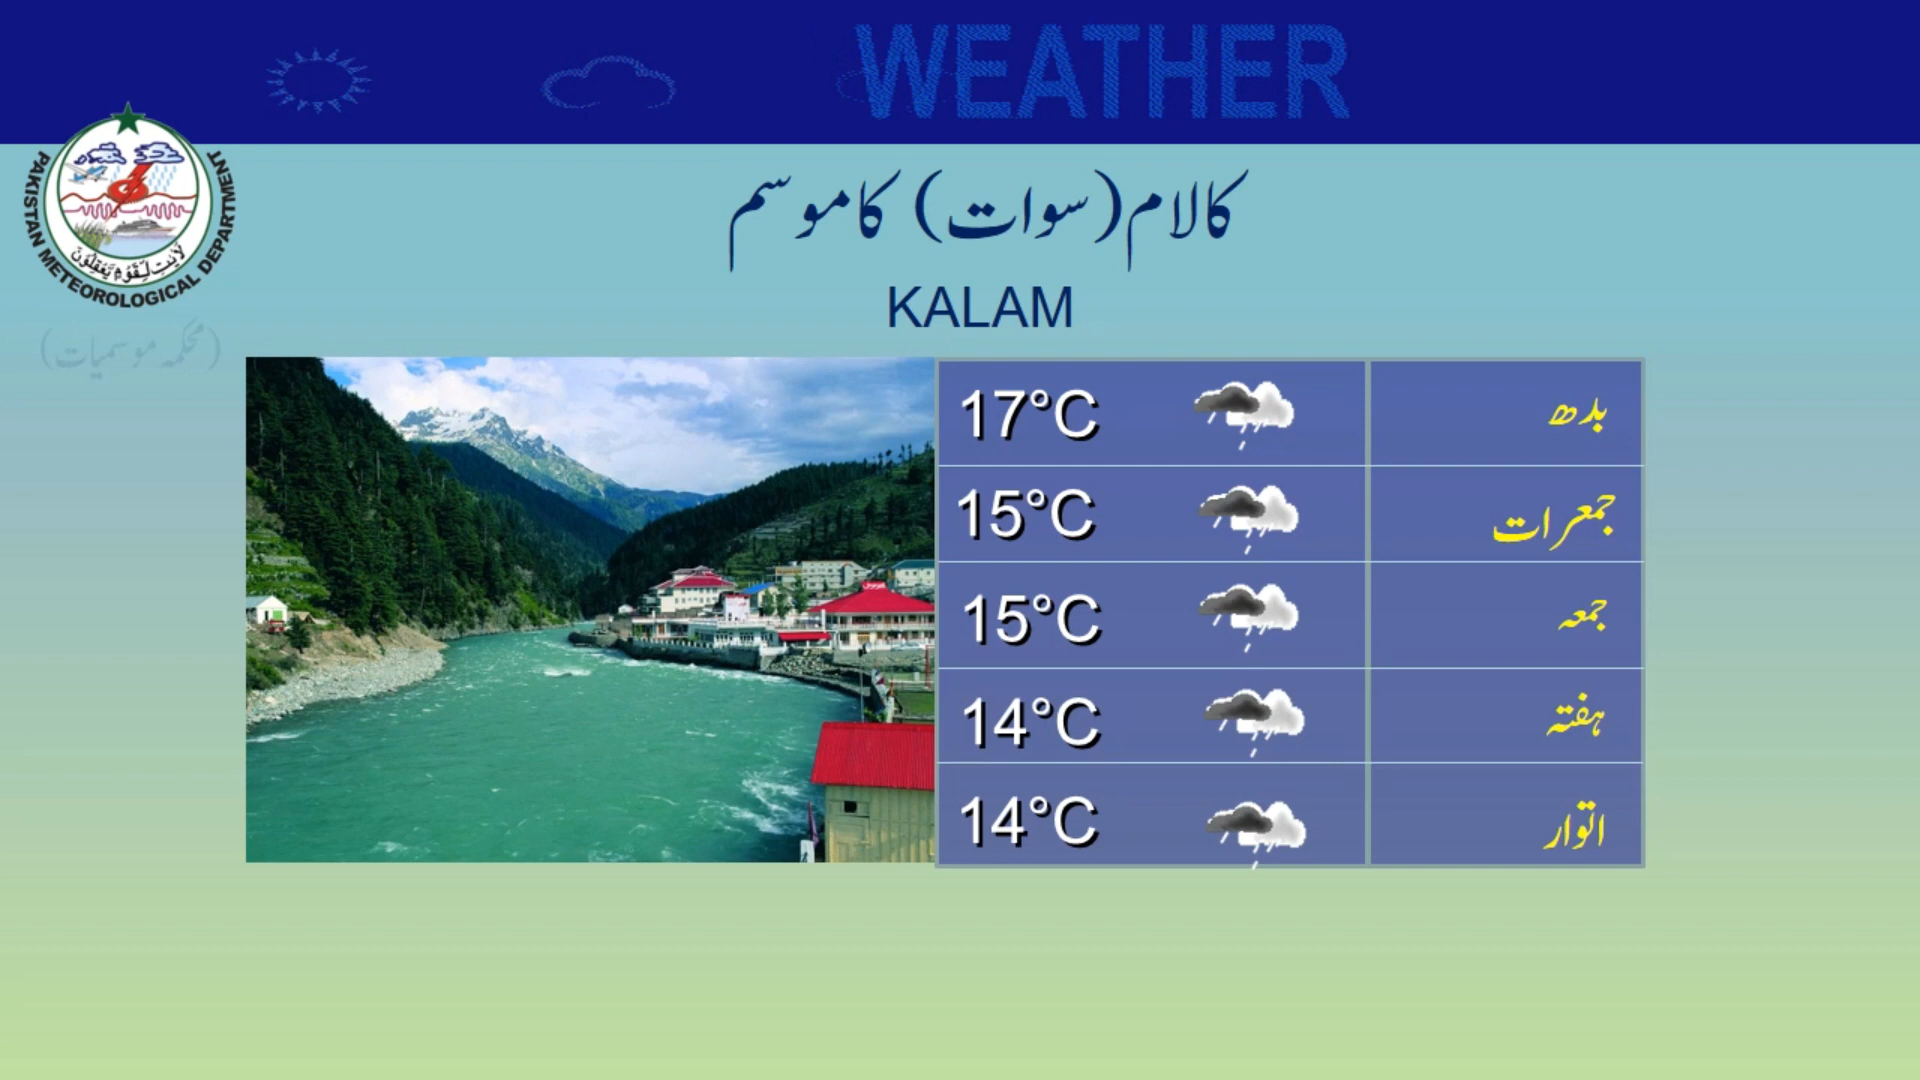 WEATHER
PAKISTAN METEOROLOGICAL DEPARTMENT
لَاٰيٰتٍ لِّقَوْمٍ يَّعْقِلُوْنَ
(محکمہ موسمیات)
کالام (سوات) کا موسم
KALAM
17°C بدھ
15°C جمعرات
15°C جمعہ
14°C ہفتہ
14°C اتوار